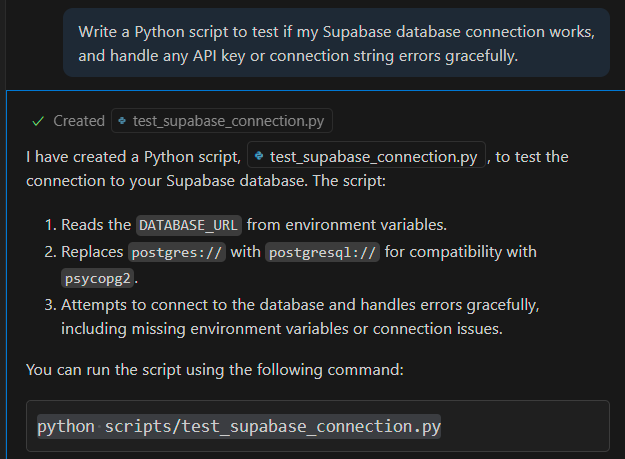 Write a Python script to test if my Supabase database connection works,
and handle any API key or connection string errors gracefully.
Created test_supabase_connection.py
I have created a Python script, test_supabase_connection.py , to test the
connection to your Supabase database. The script:
1. Reads the DATABASE_URL from environment variables.
2. Replaces postgres:// with postgresql:// for compatibility with
psycopg2.
3. Attempts to connect to the database and handles errors gracefully,
including missing environment variables or connection issues.
You can run the script using the following command:
python scripts/test_supabase_connection.py